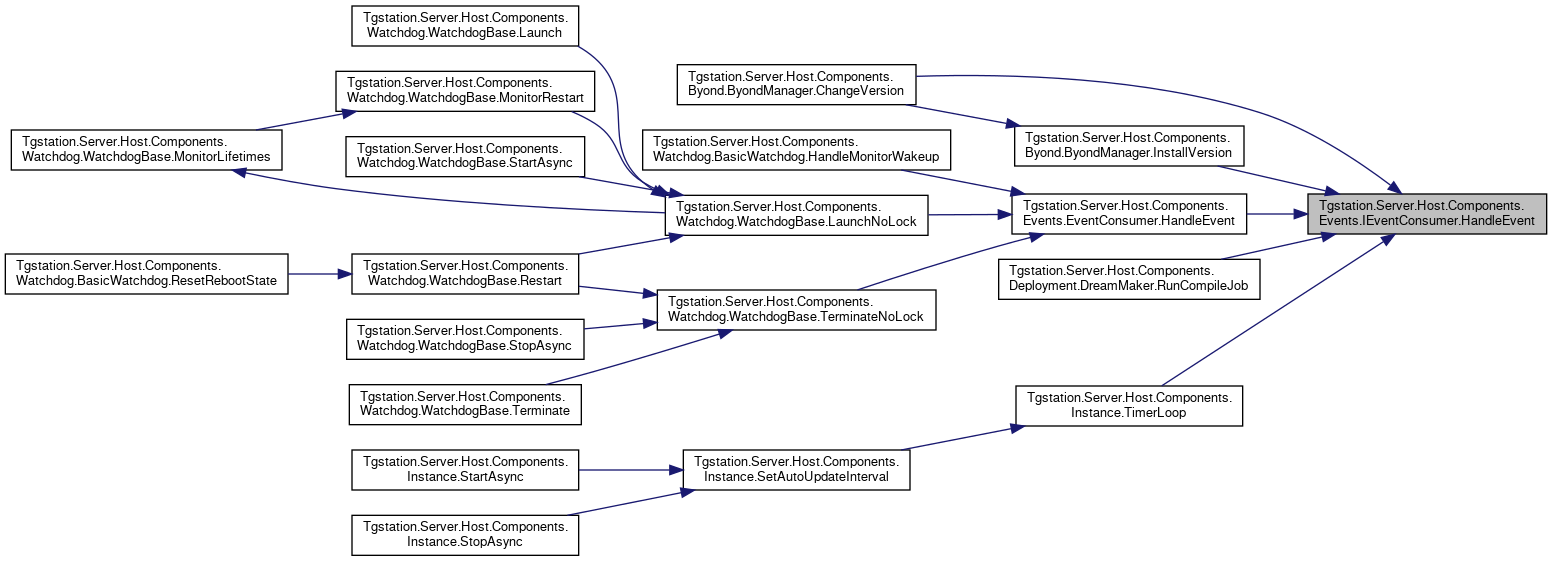 Tgstation.Server.Host.Components.
Watchdog.WatchdogBase.Launch
Tgstation.Server.Host.Components.
Byond.ByondManager.ChangeVersion
Tgstation.Server.Host.Components.
Watchdog.WatchdogBase.MonitorRestart
Tgstation.Server.Host.Components.
Watchdog.WatchdogBase.MonitorLifetimes
Tgstation.Server.Host.Components.
Watchdog.WatchdogBase.StartAsync
Tgstation.Server.Host.Components.
Watchdog.BasicWatchdog.HandleMonitorWakeup
Tgstation.Server.Host.Components.
Byond.ByondManager.InstallVersion
Tgstation.Server.Host.Components.
Watchdog.WatchdogBase.LaunchNoLock
Tgstation.Server.Host.Components.
Events.EventConsumer.HandleEvent
Tgstation.Server.Host.Components.
Events.IEventConsumer.HandleEvent
Tgstation.Server.Host.Components.
Watchdog.BasicWatchdog.ResetRebootState
Tgstation.Server.Host.Components.
Watchdog.WatchdogBase.Restart
Tgstation.Server.Host.Components.
Deployment.DreamMaker.RunCompileJob
Tgstation.Server.Host.Components.
Watchdog.WatchdogBase.TerminateNoLock
Tgstation.Server.Host.Components.
Watchdog.WatchdogBase.StopAsync
Tgstation.Server.Host.Components.
Watchdog.WatchdogBase.Terminate
Tgstation.Server.Host.Components.
Instance.TimerLoop
Tgstation.Server.Host.Components.
Instance.StartAsync
Tgstation.Server.Host.Components.
Instance.SetAutoUpdateInterval
Tgstation.Server.Host.Components.
Instance.StopAsync